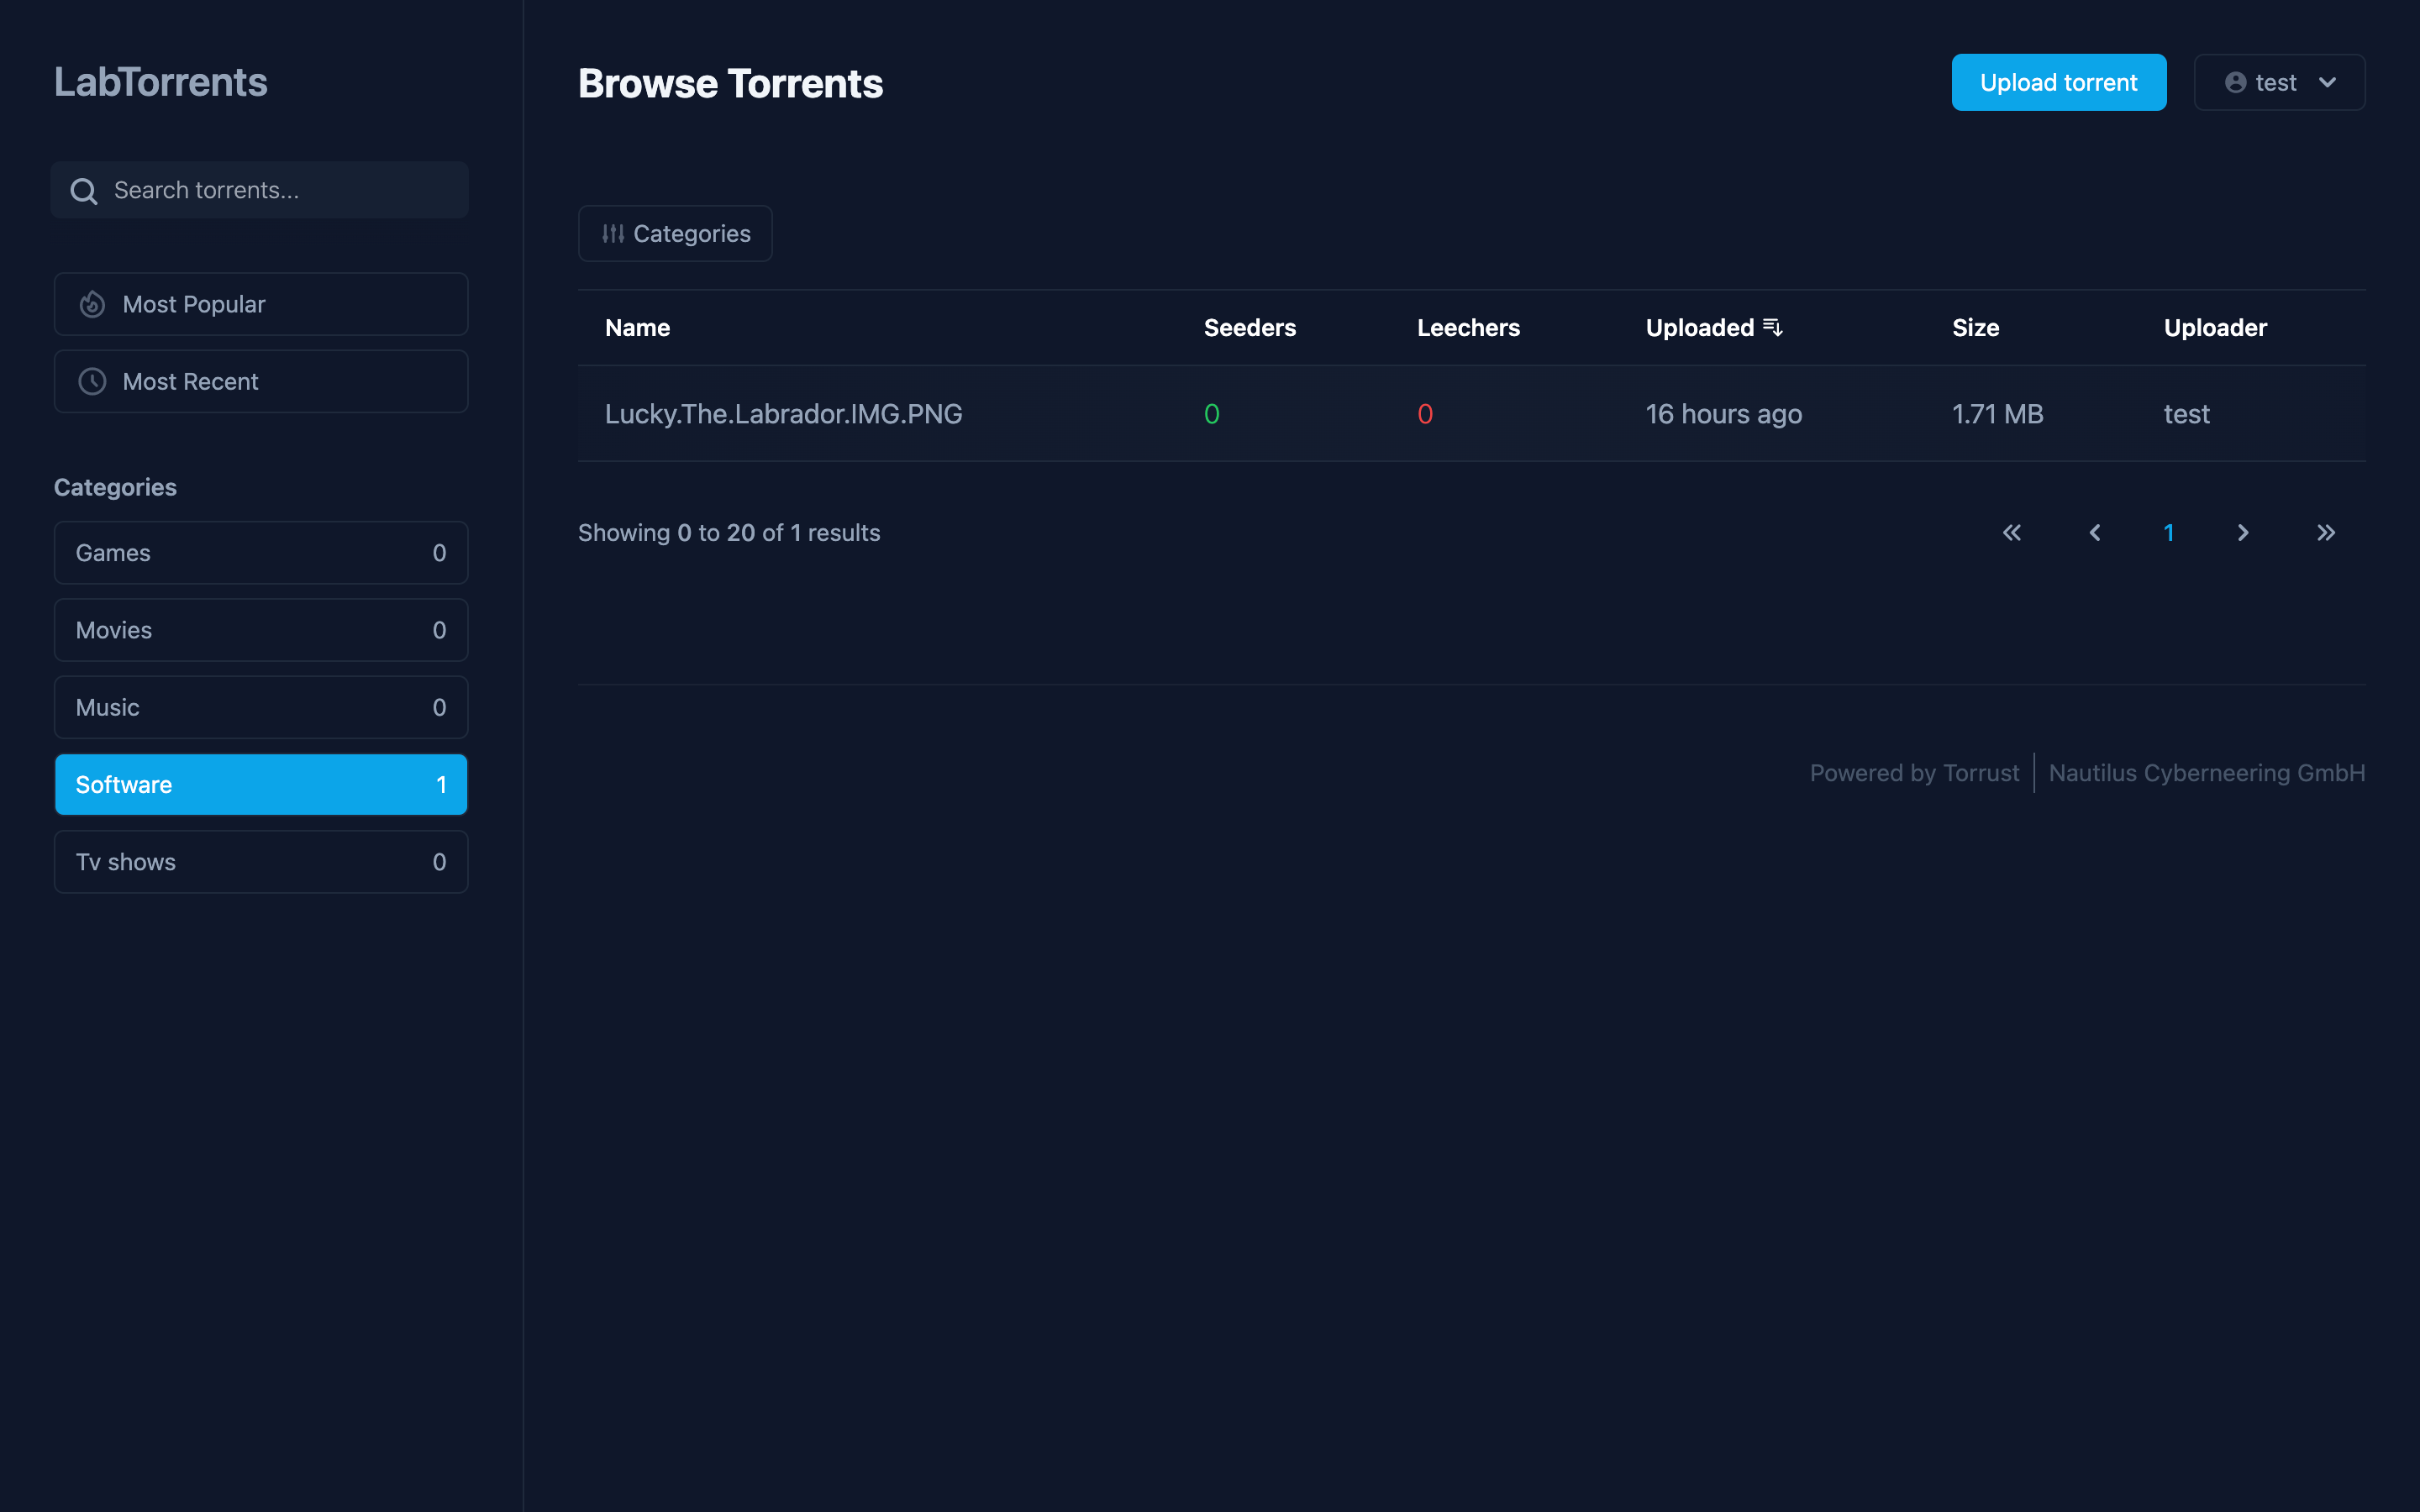 LabTorrents
Search torrents...
Most Popular
Most Recent
Categories
Games 0
Movies 0
Music 0
Software 1
Tv shows 0
Browse Torrents
Upload torrent
test
Categories
Name Seeders Leechers Uploaded Size Uploader
Lucky.The.Labrador.IMG.PNG 0 0 16 hours ago 1.71 MB test
Showing 0 to 20 of 1 results
1
Powered by Torrust Nautilus Cyberneering GmbH